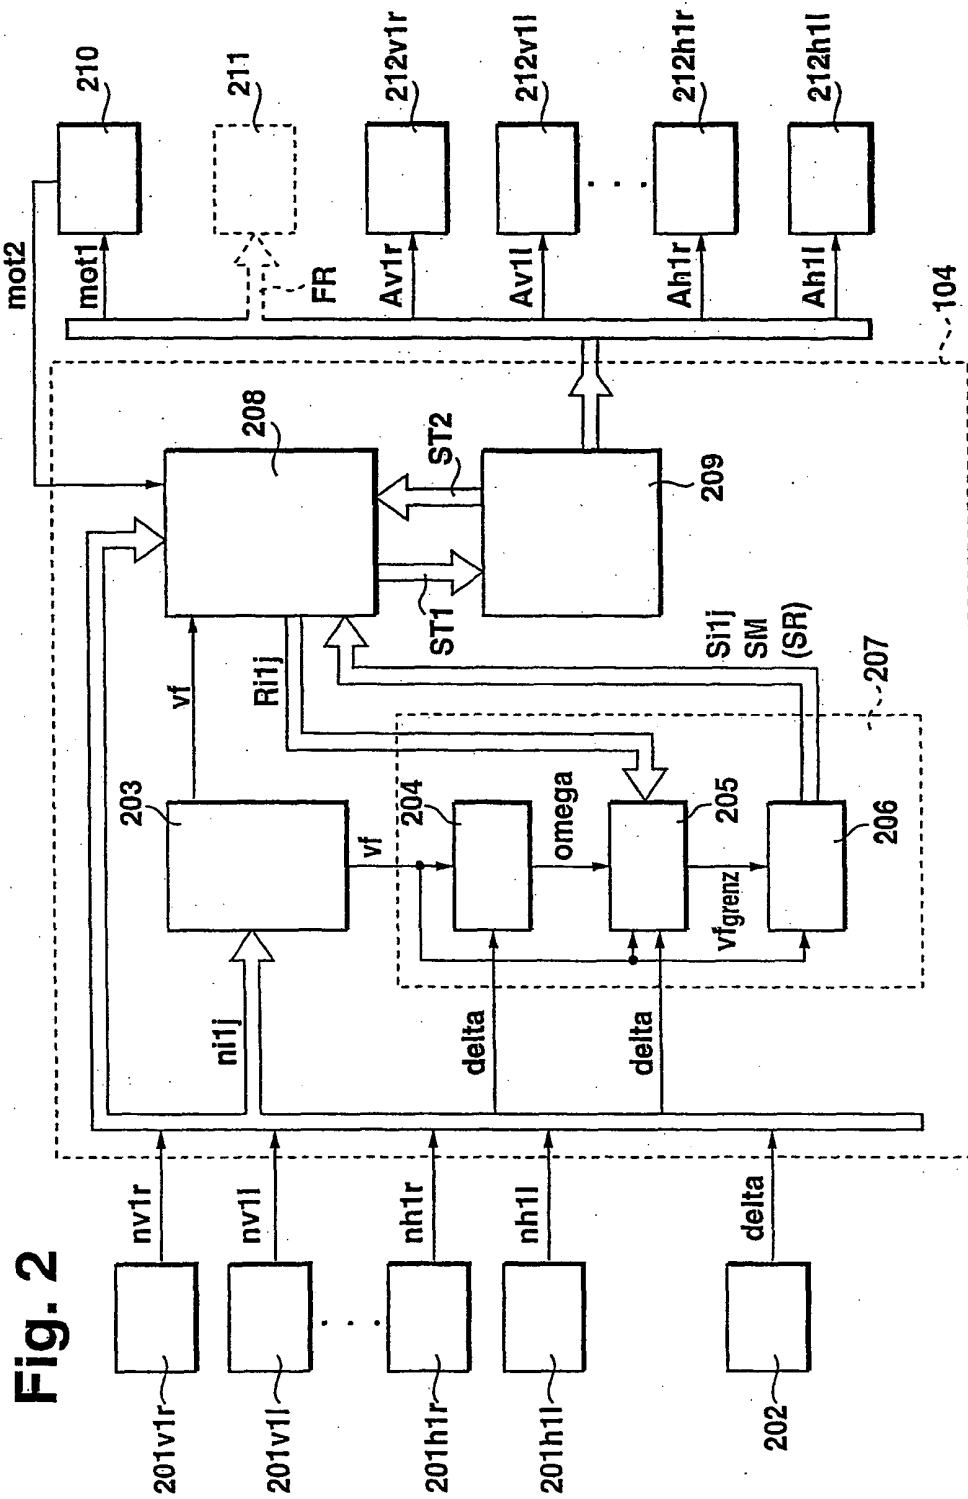 Fig. 2
201v1r
nv1r
201v1l
nv1l
201h1r
nh1r
201h1l
nh1l
202
delta
ni1j
delta
delta
203
vf
vf
204
omega
205
vfgrenz
206
207
Ri1j
Si1j
SM
(SR)
208
ST1
ST2
209
104
mot2
mot1
210
FR
211
Av1r
212v1r
Av1l
212v1l
Ah1r
212h1r
Ah1l
212h1l